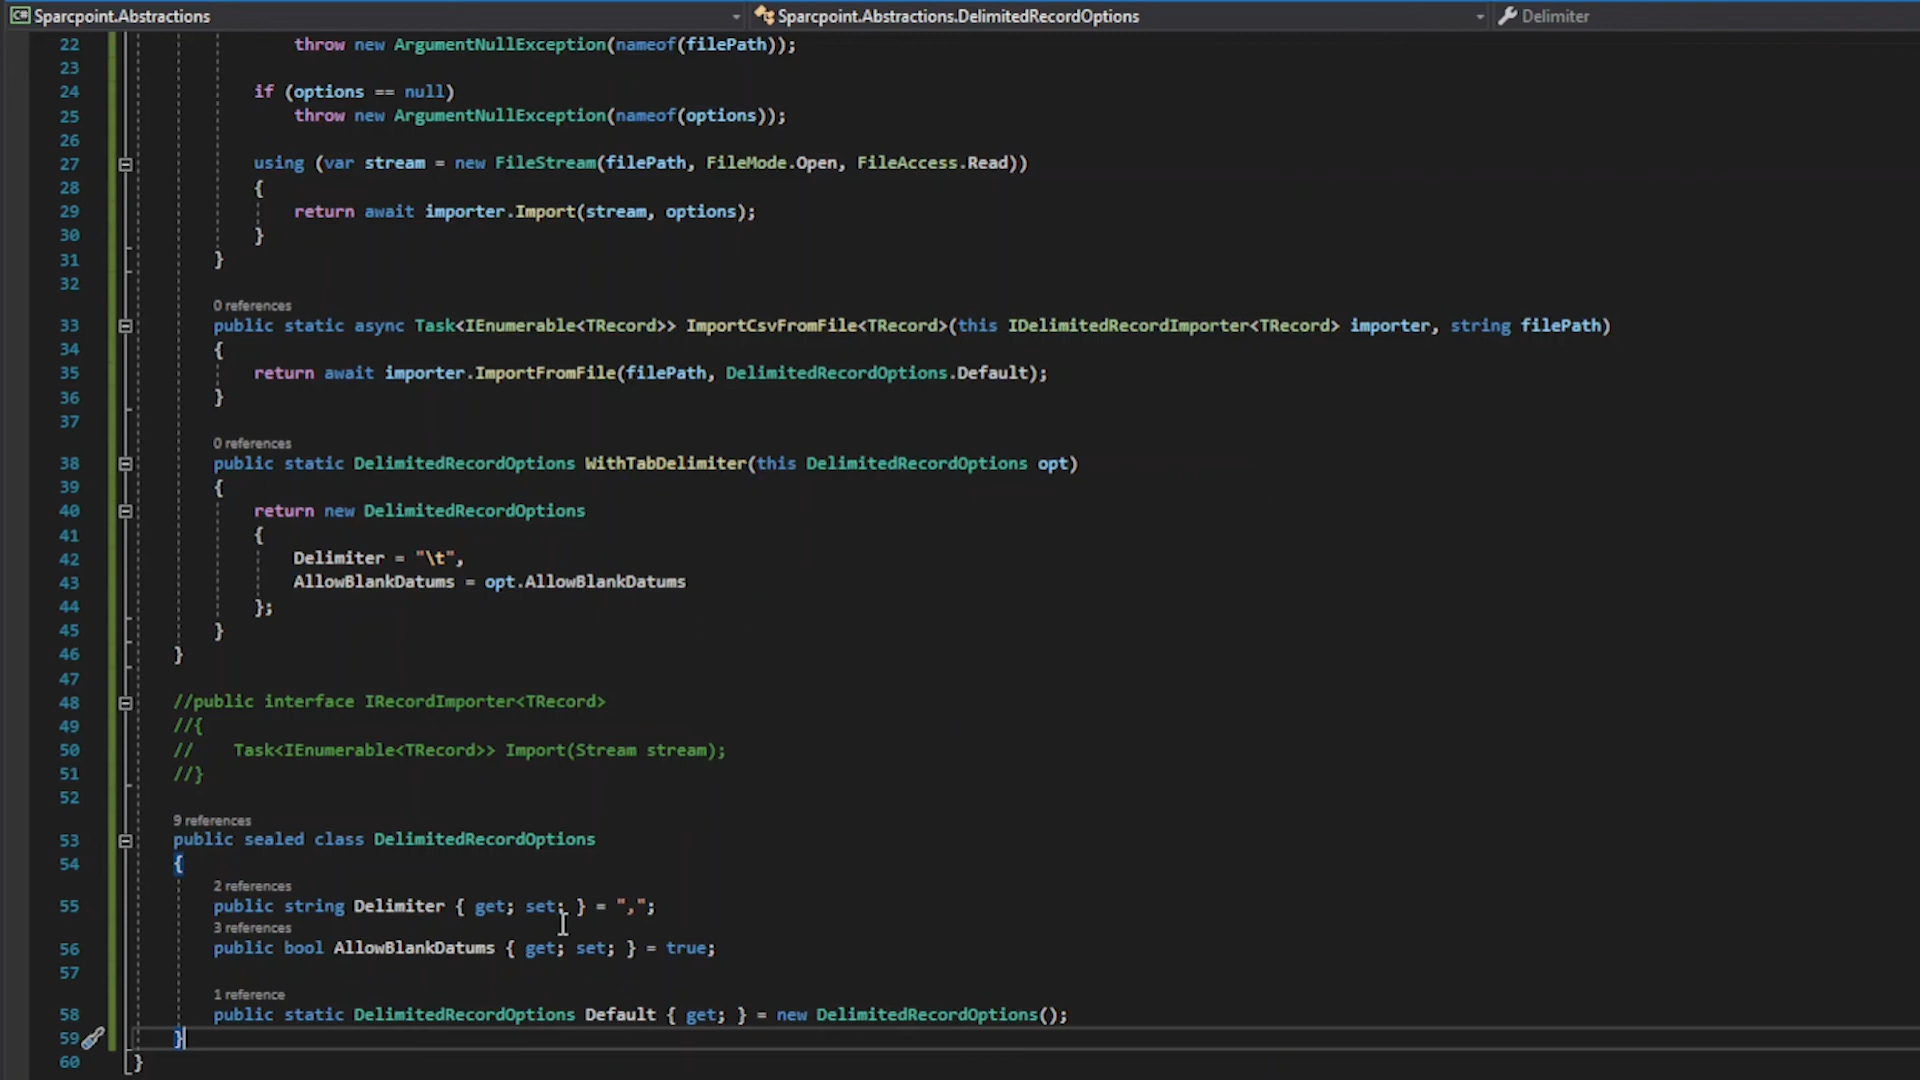 C# Sparcpoint.Abstractions Sparcpoint.Abstractions.DelimitedRecordOptions Delimiter
22 throw new ArgumentNullException(nameof(filePath));
23
24 if (options == null)
25 throw new ArgumentNullException(nameof(options));
26
27 using (var stream = new FileStream(filePath, FileMode.Open, FileAccess.Read))
28 {
29 return await importer.Import(stream, options);
30 }
31 }
32
0 references
33 public static async Task<IEnumerable<TRecord>> ImportCsvFromFile<TRecord>(this IDelimitedRecordImporter<TRecord> importer, string filePath)
34 {
35 return await importer.ImportFromFile(filePath, DelimitedRecordOptions.Default);
36 }
37
0 references
38 public static DelimitedRecordOptions WithTabDelimiter(this DelimitedRecordOptions opt)
39 {
40 return new DelimitedRecordOptions
41 {
42 Delimiter = "\t",
43 AllowBlankDatums = opt.AllowBlankDatums
44 };
45 }
46 }
47
48 //public interface IRecordImporter<TRecord>
49 //{
50 // Task<IEnumerable<TRecord>> Import(Stream stream);
51 //}
52
9 references
53 public sealed class DelimitedRecordOptions
54 {
2 references
55 public string Delimiter { get; set; } = ",";
3 references
56 public bool AllowBlankDatums { get; set; } = true;
57
1 reference
58 public static DelimitedRecordOptions Default { get; } = new DelimitedRecordOptions();
59 }
60 }